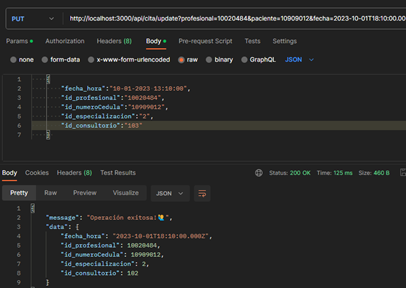 PUT http://localhost:3000/api/cita/update?profesional=10020484&paciente=10909012&fecha=2023-10-01T18:10:00.00
Params Authorization Headers (8) Body Pre-request Script Tests Settings
none form-data x-www-form-urlencoded raw binary GraphQL JSON
1 {
2 "fecha_hora":"10-01-2023 13:10:00",
3 "id_profesional":"10020484",
4 "id_numeroCedula":"10909012",
5 "id_especializacion":"2",
6 "id_consultorio":"103"
7 }
Body Cookies Headers (8) Test Results Status: 200 OK Time: 125 ms Size: 460 B
Pretty Raw Preview Visualize JSON
1 {
2 "message": "Operación exitosa:
3 "data": {
4 "fecha_hora": "2023-10-01T18:10:00.000Z",
5 "id_profesional": 10020484,
6 "id_numeroCedula": 10909012,
7 "id_especializacion": 2,
8 "id_consultorio": 102
9 }